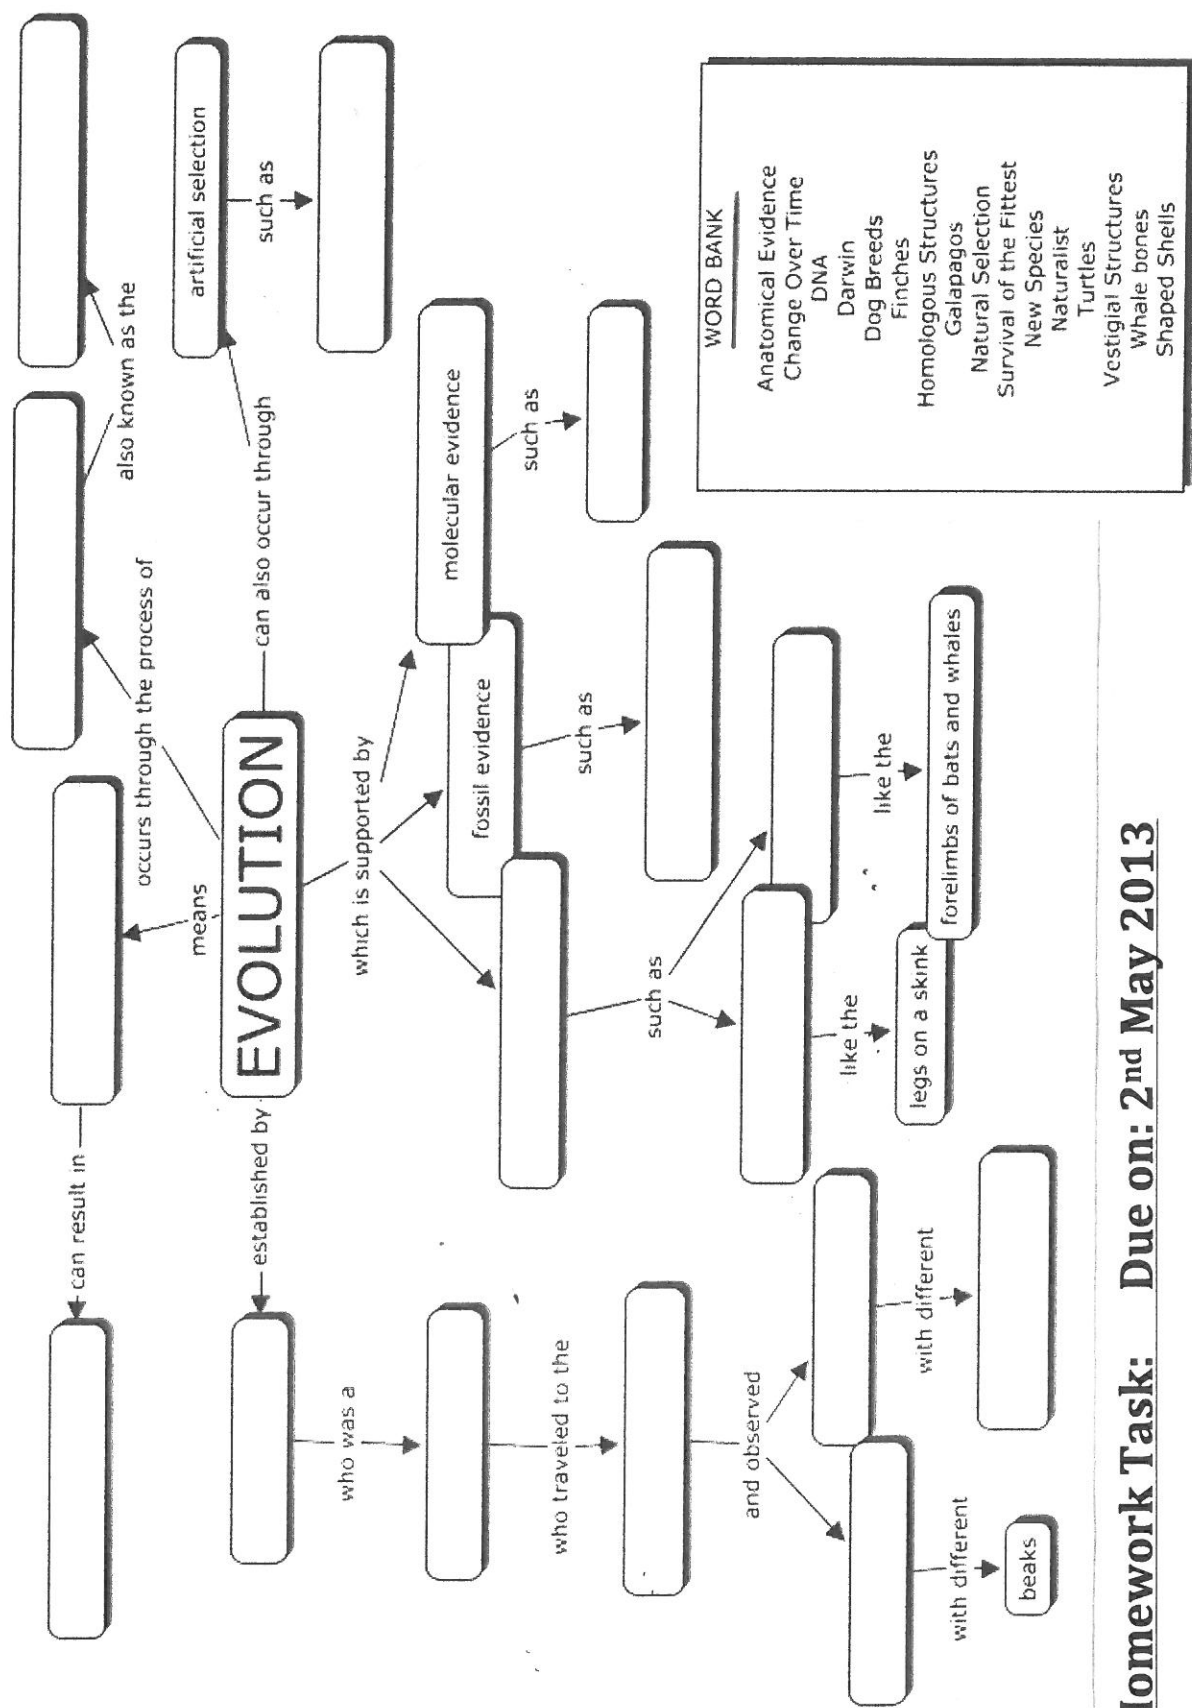 can result in
means
occurs through the process of
also known as the
established by
EVOLUTION
can also occur through
artificial selection
such as
who was a
which is supported by
fossil evidence
molecular evidence
such as
such as
who traveled to the
such as
and observed
like the
like the
with different
with different
beaks
legs on a skink
forelimbs of bats and whales
WORD BANK
Anatomical Evidence
Change Over Time
DNA
Darwin
Dog Breeds
Finches
Homologous Structures
Galapagos
Natural Selection
Survival of the Fittest
New Species
Naturalist
Turtles
Vestigial Structures
Whale bones
Shaped Shells
Homework Task: Due on: 2nd May 2013